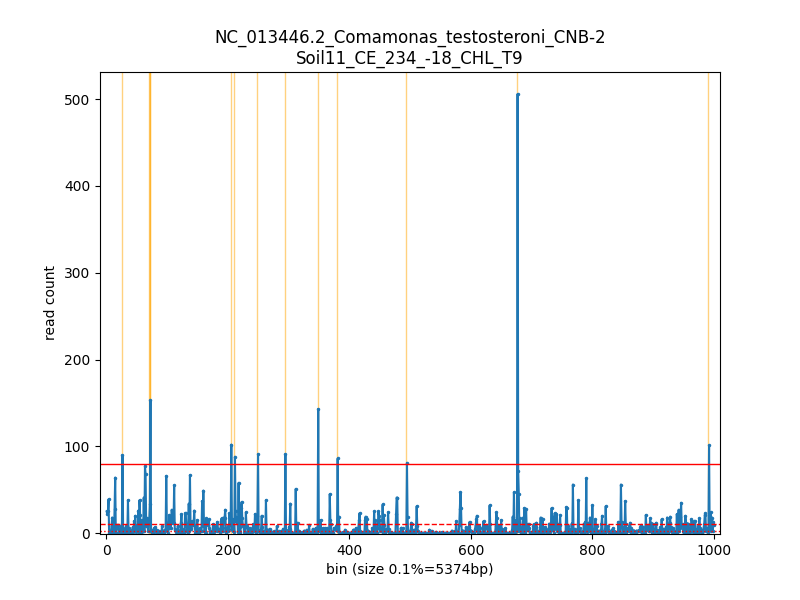 NC_013446.2_Comamonas_testosteroni_CNB-2
Soil11_CE_234_-18_CHL_T9
500
400
300
200
100
0
read count
0 200 400 600 800 1000
bin (size 0.1%=5374bp)